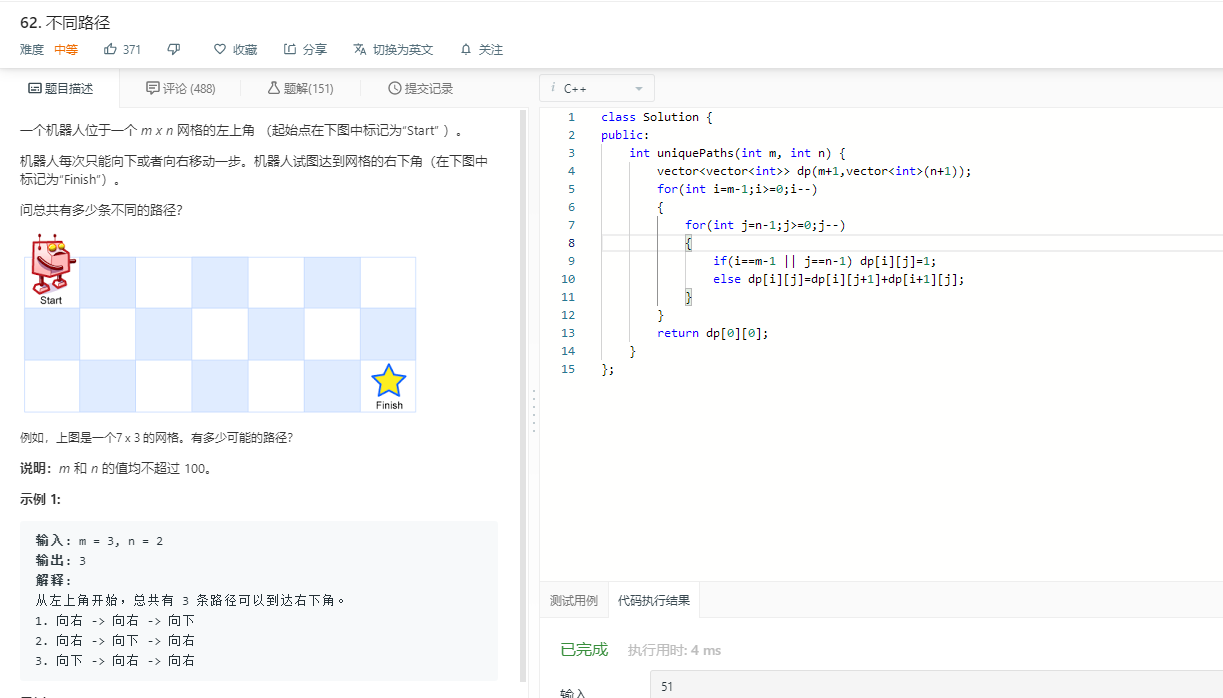 62. 不同路径
难度 中等 371 收藏 分享 切换为英文 关注
题目描述 评论 (488) 题解(151) 提交记录
一个机器人位于一个 m x n 网格的左上角 （起始点在下图中标记为“Start” ）。
机器人每次只能向下或者向右移动一步。机器人试图达到网格的右下角（在下图中
标记为“Finish”）。
问总共有多少条不同的路径？
Start
Finish
例如，上图是一个7 x 3 的网格。有多少可能的路径？
说明：m 和 n 的值均不超过 100。
示例 1:
输入: m = 3, n = 2
输出: 3
解释:
从左上角开始，总共有 3 条路径可以到达右下角。
1. 向右 -> 向右 -> 向下
2. 向右 -> 向下 -> 向右
3. 向下 -> 向右 -> 向右
i C++
1 class Solution {
2 public:
3 int uniquePaths(int m, int n) {
4 vector<vector<int>> dp(m+1,vector<int>(n+1));
5 for(int i=m-1;i>=0;i--)
6 {
7 for(int j=n-1;j>=0;j--)
8 {
9 if(i==m-1 || j==n-1) dp[i][j]=1;
10 else dp[i][j]=dp[i][j+1]+dp[i+1][j];
11 }
12 }
13 return dp[0][0];
14 }
15 };
测试用例 代码执行结果
已完成 执行用时: 4 ms
输入 51